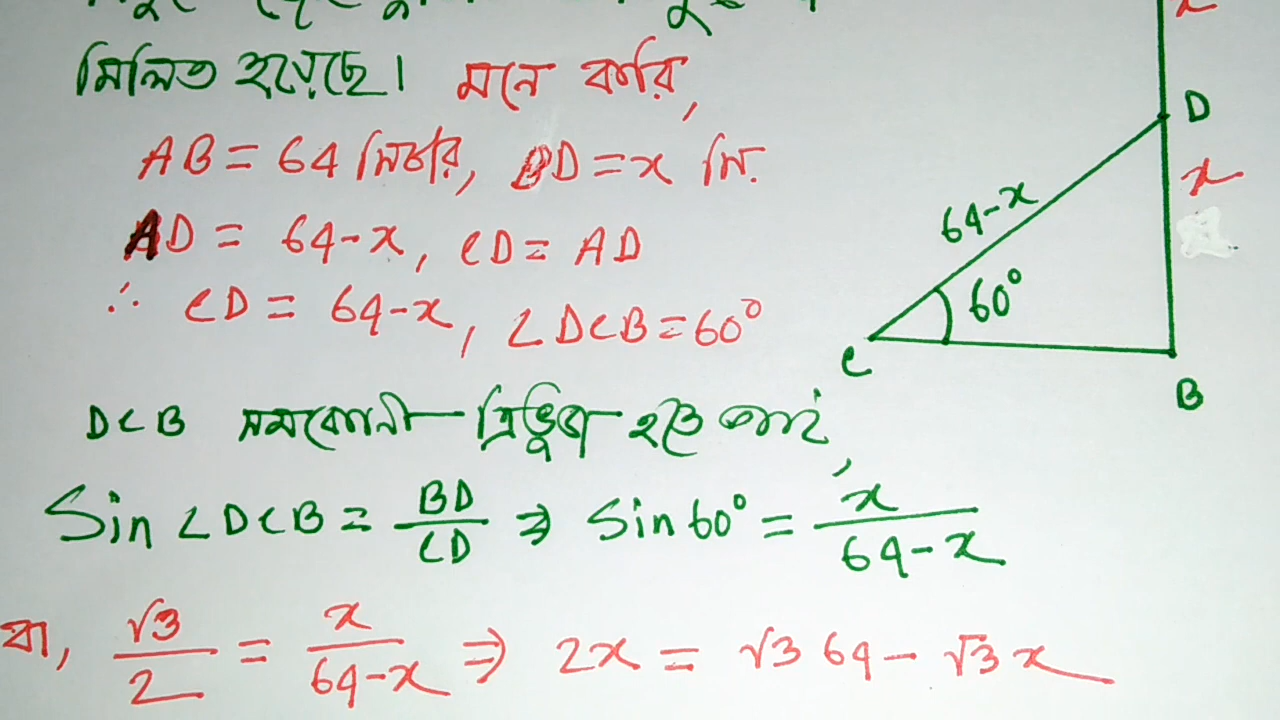 মিলিত হয়েছে। মনে করি,
AB = 64 মিটার, BD = x মি.
AD = 64-x, CD = AD
∴ CD = 64-x, ∠DCB = 60°
DCB সমকোণী ত্রিভুজ হতে পাই,
Sin ∠DCB = BD/CD ⇒ Sin 60° = x/64-x
বা, √3/2 = x/64-x ⇒ 2x = √3 64 - √3 x
x
D
x
64-x
60°
C
B